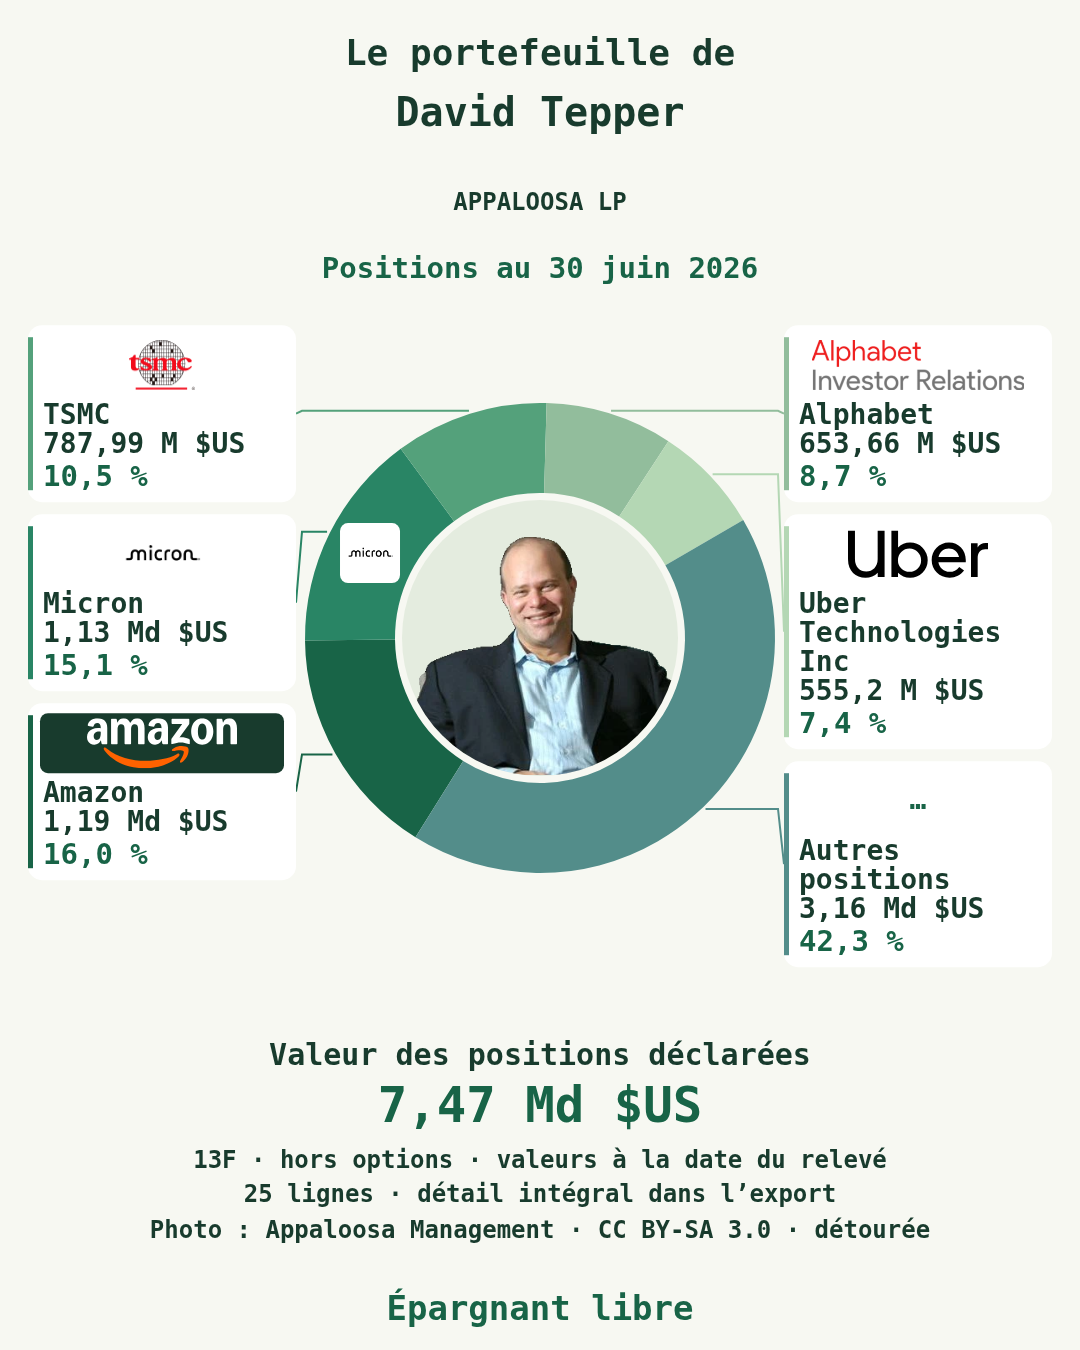 Le portefeuille de
David Tepper
APPALOOSA LP
Positions au 30 juin 2026
tsmc
TSMC
787,99 M $US
10,5 %
micron
Micron
1,13 Md $US
15,1 %
amazon
Amazon
1,19 Md $US
16,0 %
micron
Alphabet
Investor Relations
Alphabet
653,66 M $US
8,7 %
Uber
Uber
Technologies
Inc
555,2 M $US
7,4 %
…
Autres
positions
3,16 Md $US
42,3 %
Valeur des positions déclarées
7,47 Md $US
13F · hors options · valeurs à la date du relevé
25 lignes · détail intégral dans l’export
Photo : Appaloosa Management · CC BY-SA 3.0 · détourée
Épargnant libre